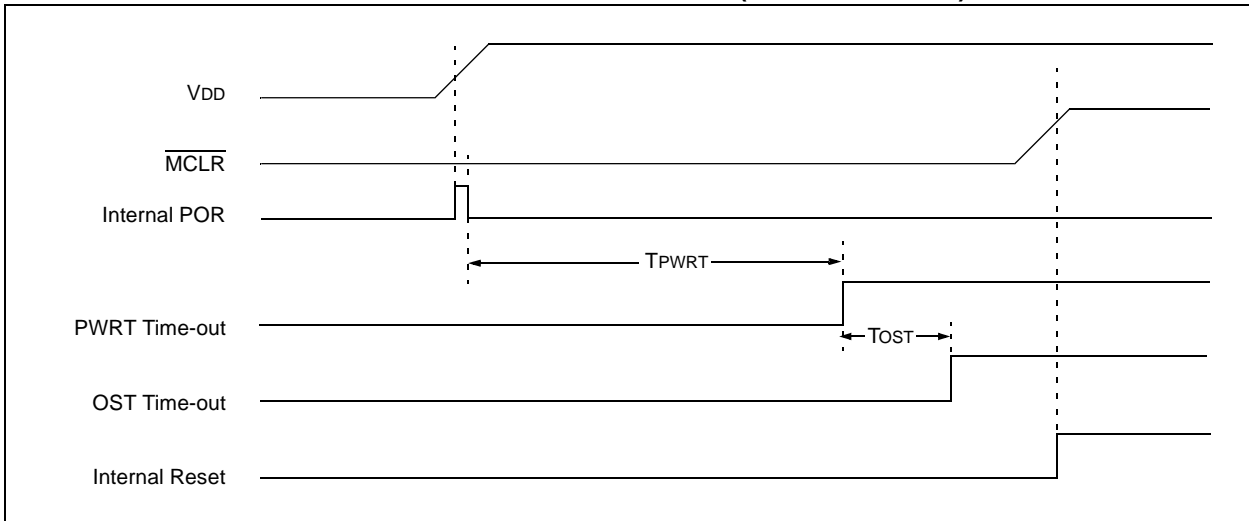 VDD
MCLR
Internal POR
TPWRT
PWRT Time-out
TOST
OST Time-out
Internal Reset